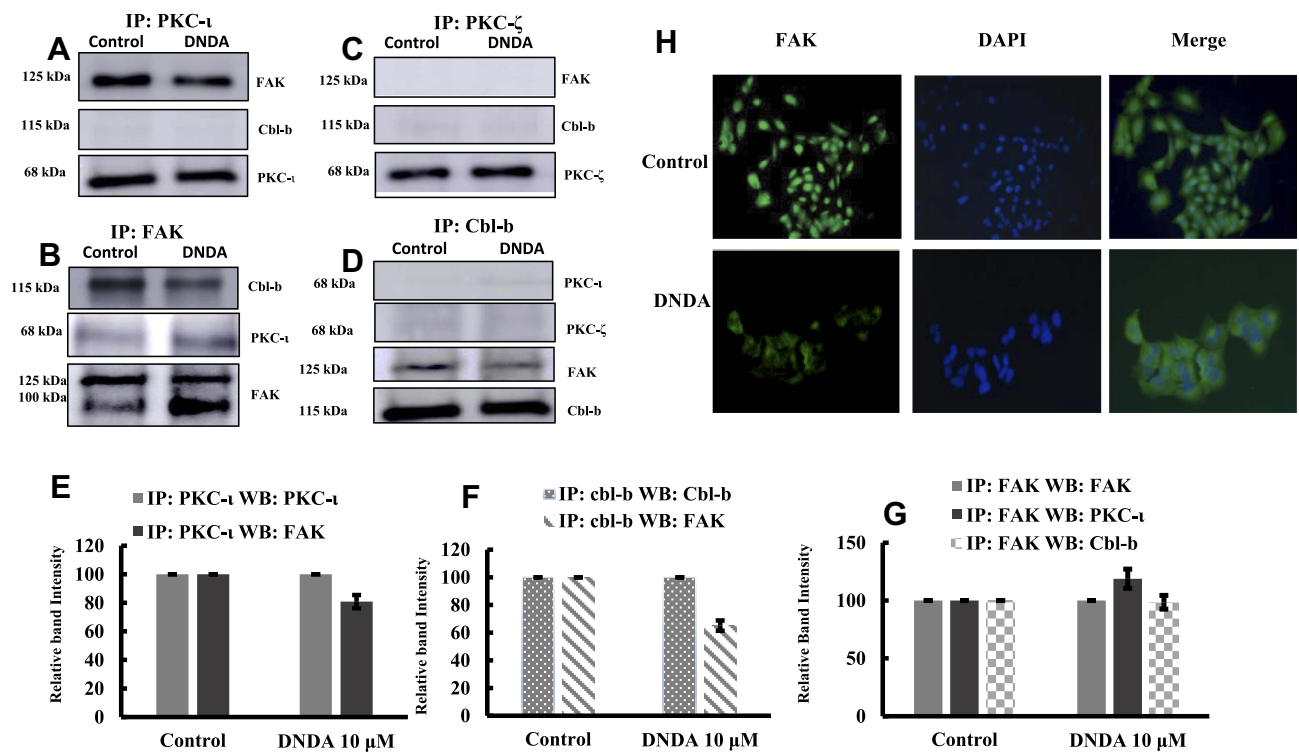 A
IP: PKC-ι
Control DNDA
125 kDa FAK
115 kDa Cbl-b
68 kDa PKC-ι
C
IP: PKC-ζ
Control DNDA
125 kDa FAK
115 kDa Cbl-b
68 kDa PKC-ζ
B
IP: FAK
Control DNDA
115 kDa Cbl-b
68 kDa PKC-ι
125 kDa
100 kDa FAK
D
IP: Cbl-b
Control DNDA
68 kDa PKC-ι
68 kDa PKC-ζ
125 kDa FAK
115 kDa Cbl-b
H
FAK DAPI Merge
Control
DNDA
E
IP: PKC-ι WB: PKC-ι
IP: PKC-ι WB: FAK
Relative band Intensity
120
100
80
60
40
20
0
Control DNDA 10 μM
F
IP: cbl-b WB: Cbl-b
IP: cbl-b WB: FAK
Relative band Intensity
120
100
80
60
40
20
0
Control DNDA 10 μM
G
IP: FAK WB: FAK
IP: FAK WB: PKC-ι
IP: FAK WB: Cbl-b
Relative Band Intensity
150
100
50
0
Control DNDA 10 μM